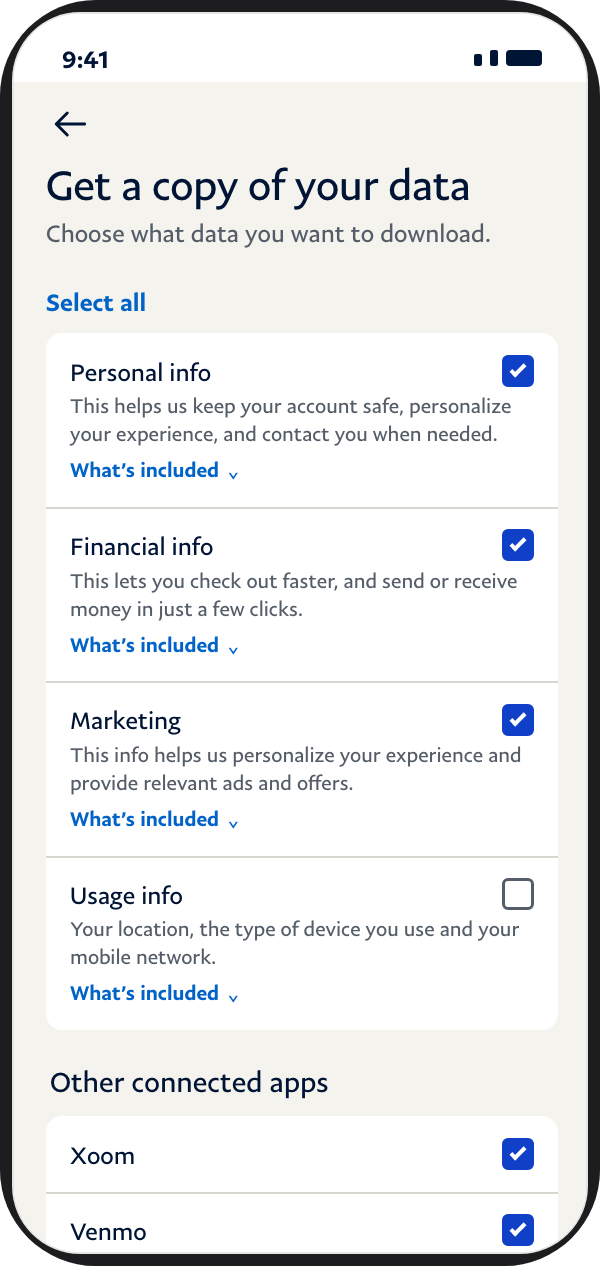 9:41
Get a copy of your data
Choose what data you want to download.
Select all
Personal info
This helps us keep your account safe, personalize
your experience, and contact you when needed.
What's included
Financial info
This lets you check out faster, and send or receive
money in just a few clicks.
What's included
Marketing
This info helps us personalize your experience and
provide relevant ads and offers.
What's included
Usage info
Your location, the type of device you use and your
mobile network.
What's included
Other connected apps
Xoom
Venmo